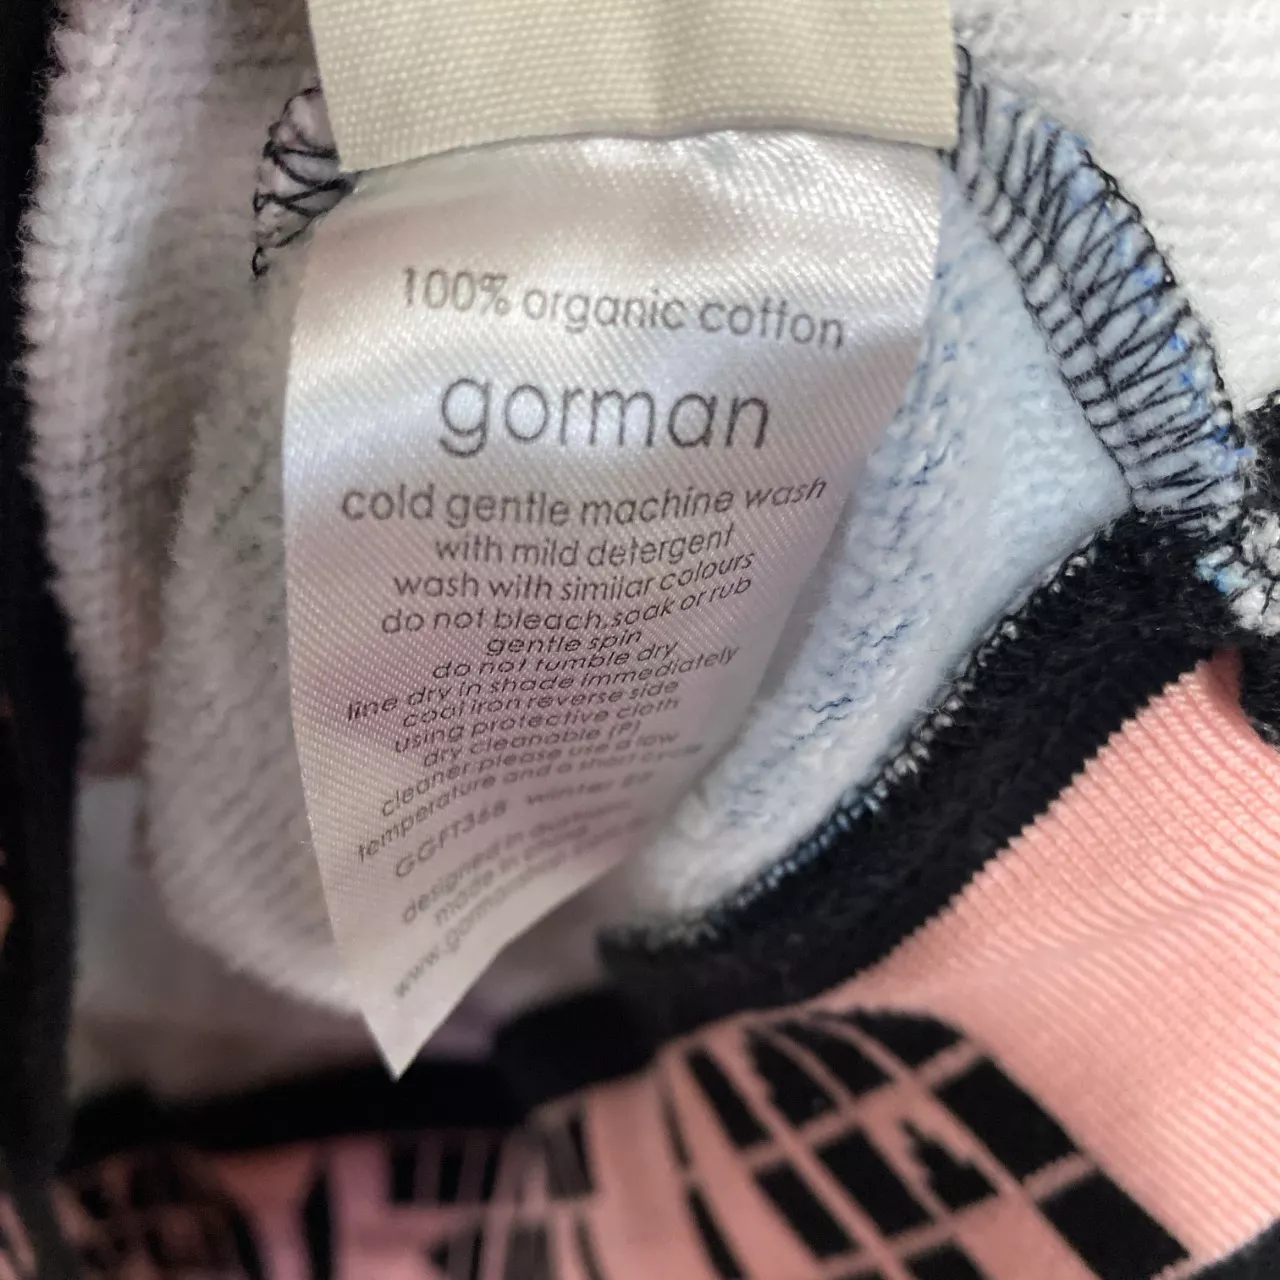 100% organic cotton
gorman
cold gentle machine wash
with mild detergent
wash with similar colours
do not bleach,soak or rub
gentle spin
do not tumble dry
line dry in shade immediately
cool iron reverse side
using protective cloth
dry cleanable (P)
cleaner please use a low
temperature and a short cycle
GGFT368 winter
designed in
made in